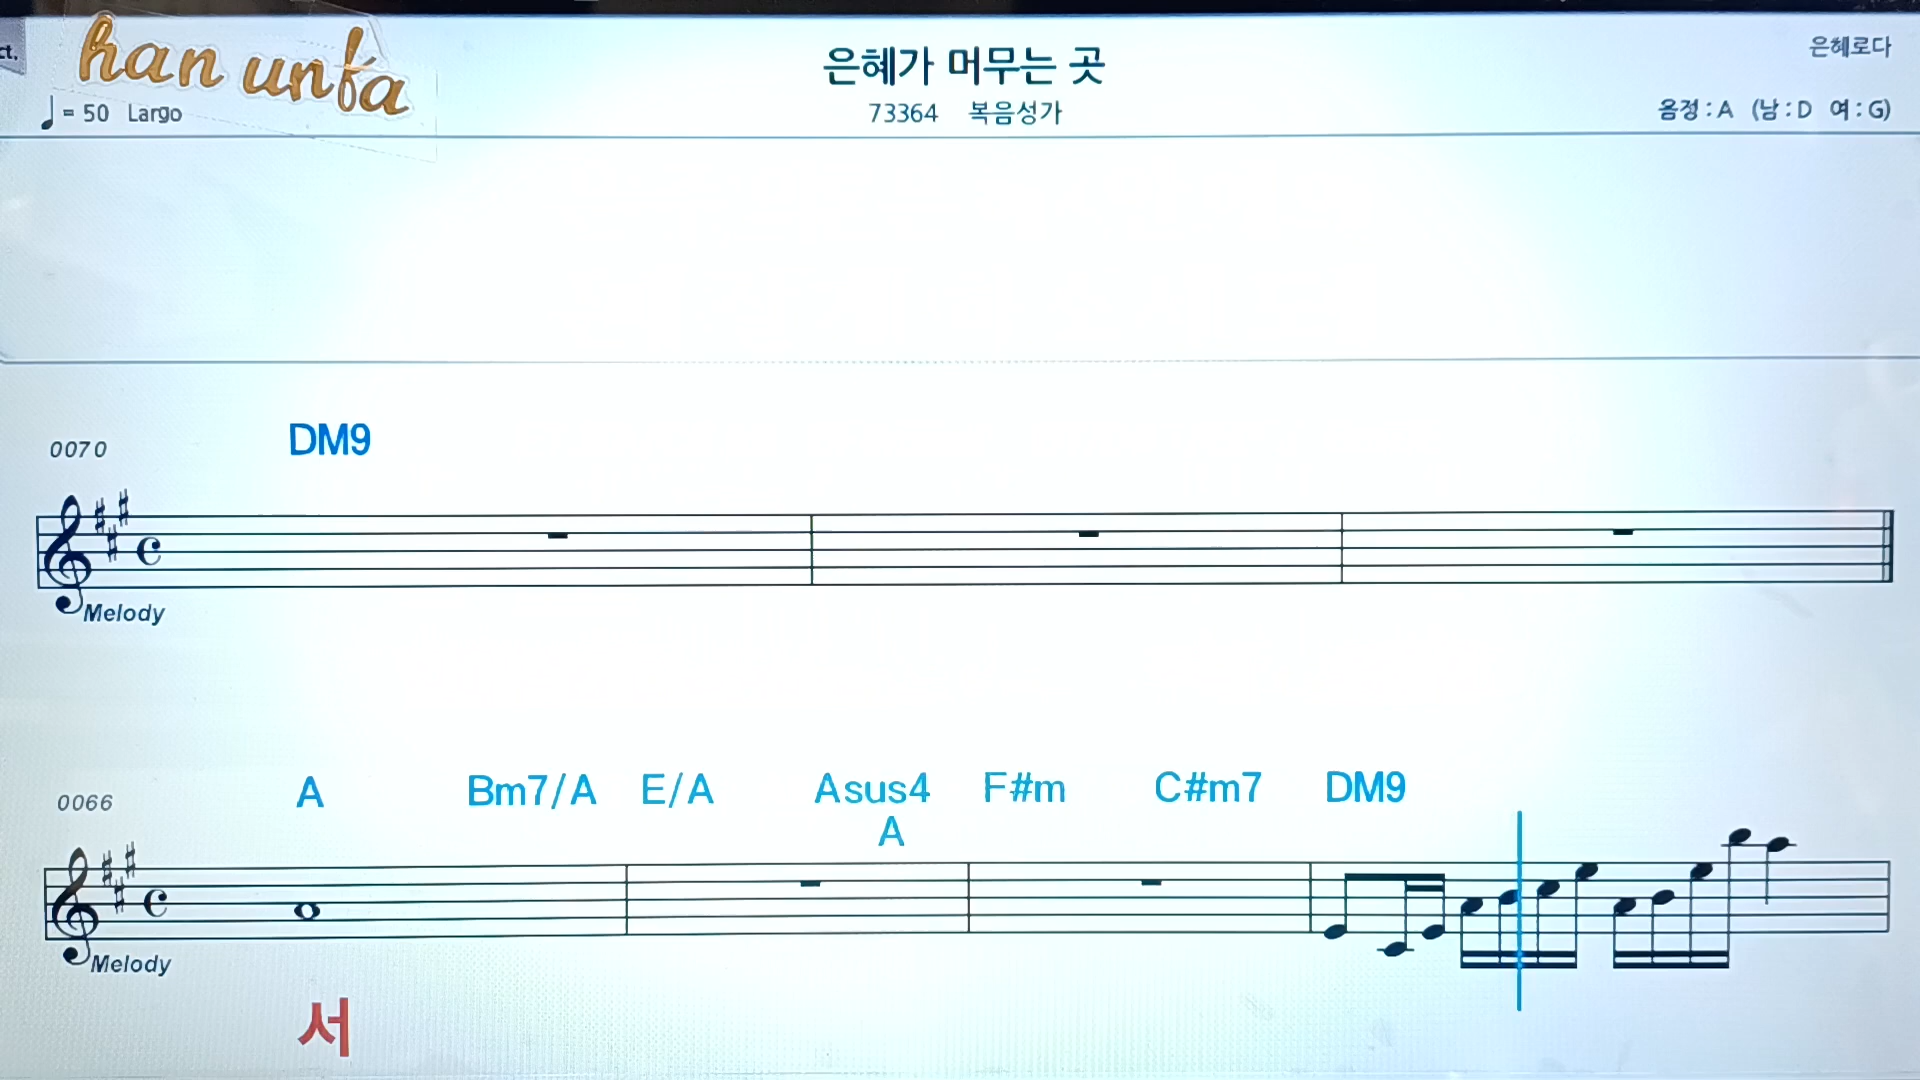 ct.
han unfa
은혜가 머무는 곳
은혜로다
♩ = 50 Largo
73364 복음성가
음정 : A (남 : D 여 : G)
0070
DM9
Melody
0066
A Bm7/A E/A Asus4 F#m C#m7 DM9
A
Melody
서